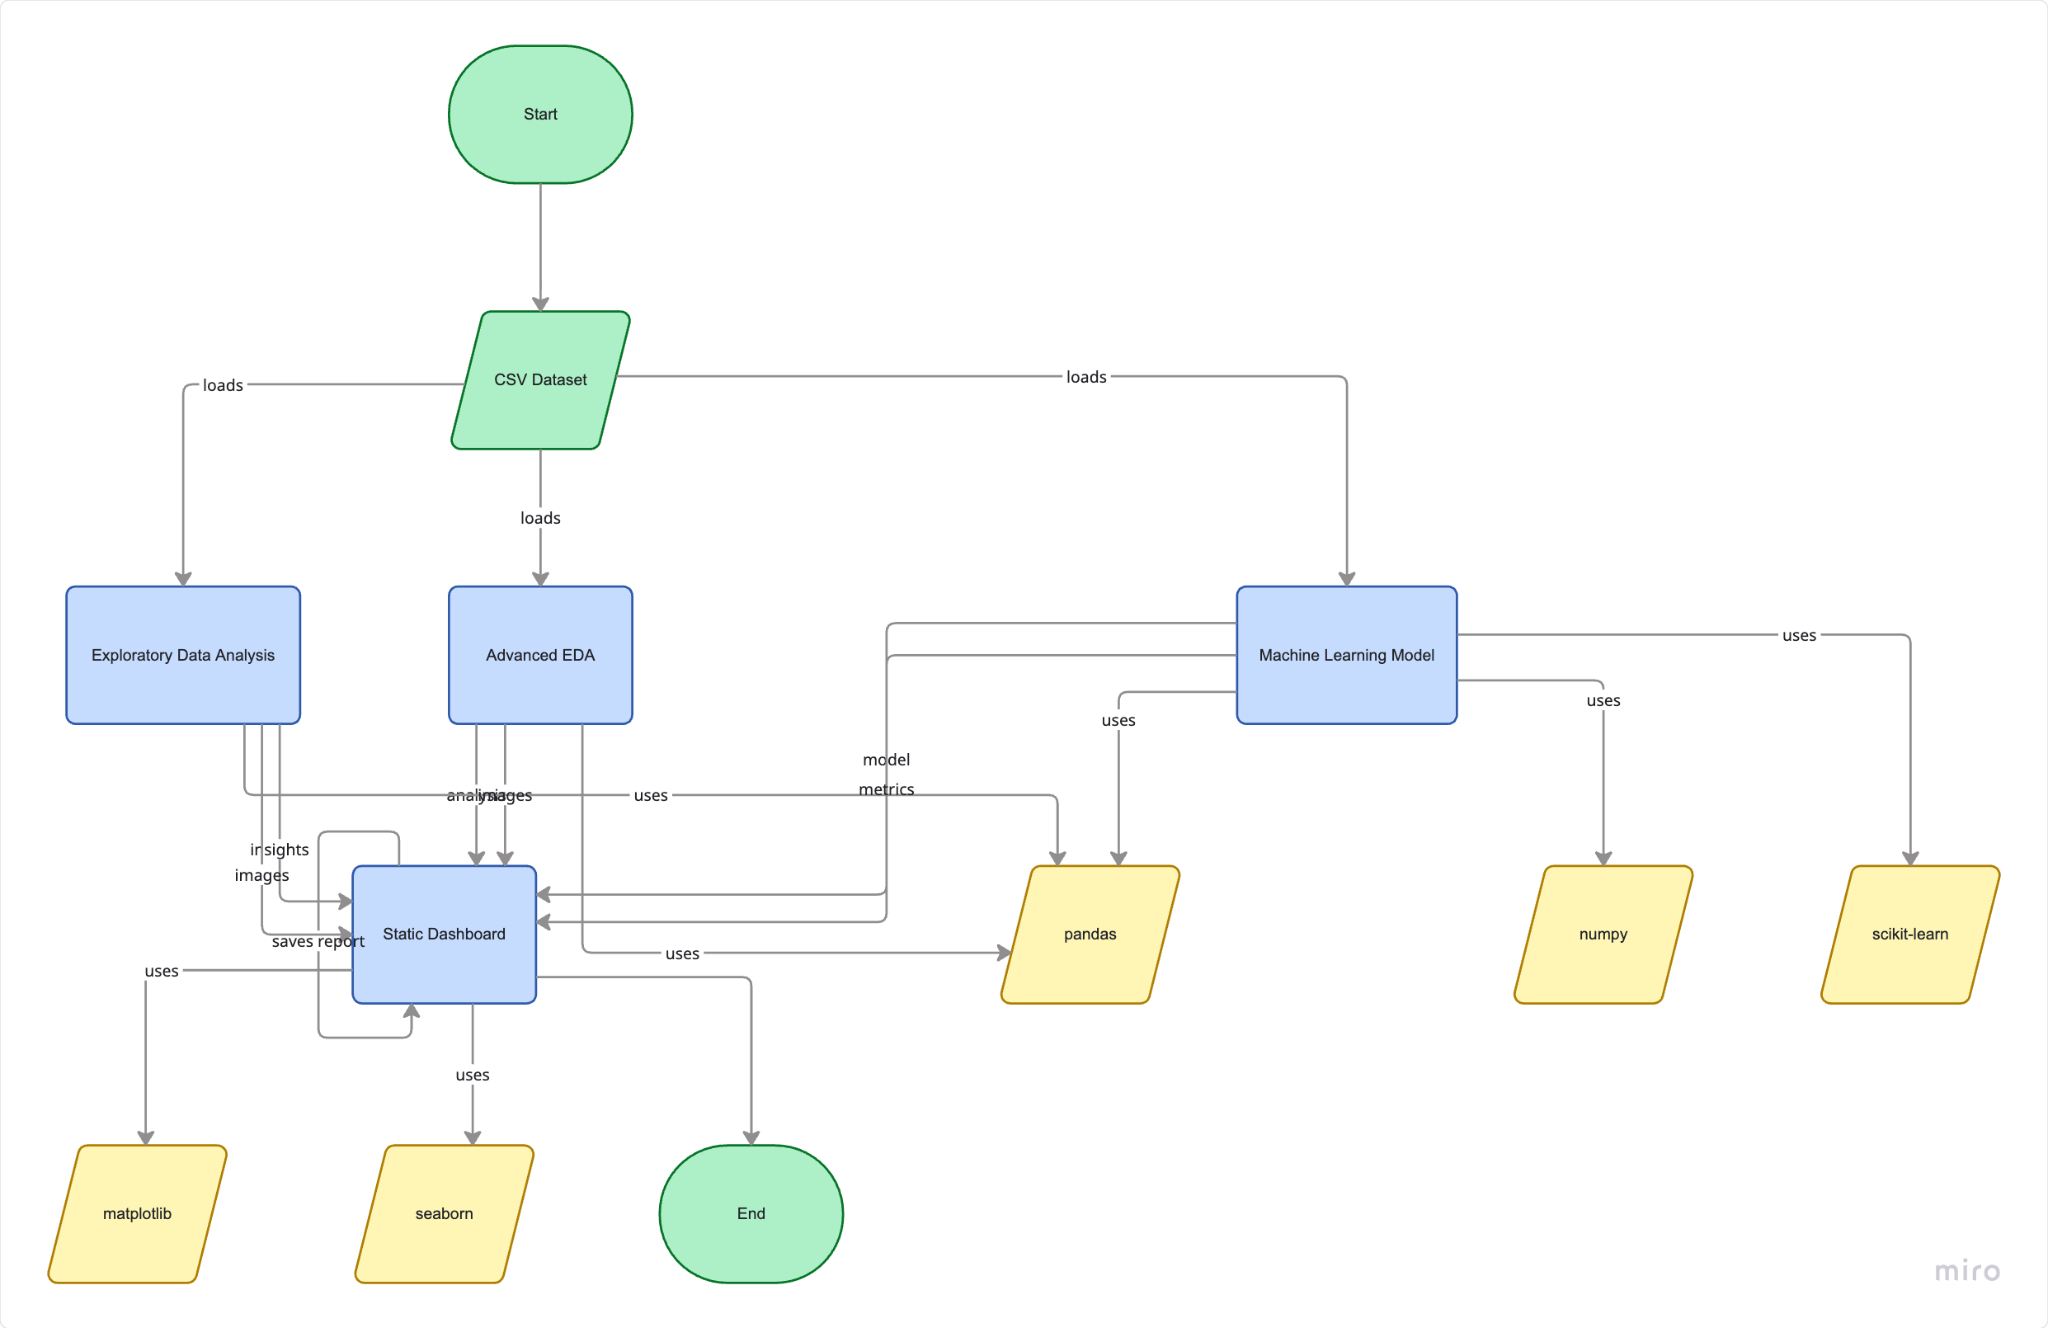 Start
CSV Dataset
loads
loads
loads
Exploratory Data Analysis
Advanced EDA
Machine Learning Model
uses
uses
uses
model
metrics
analysis
images
uses
insights
images
saves report
Static Dashboard
pandas
numpy
scikit-learn
uses
uses
uses
matplotlib
seaborn
End
miro